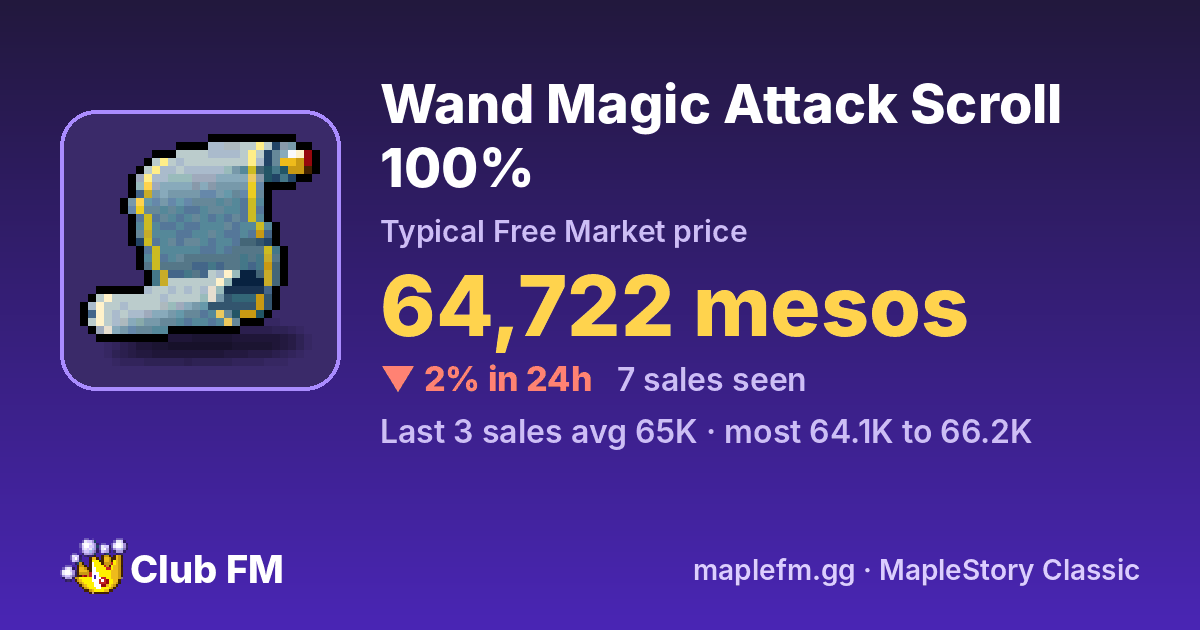 Wand Magic Attack Scroll
100%
Typical Free Market price
64,722 mesos
▼ 2% in 24h 7 sales seen
Last 3 sales avg 65K · most 64.1K to 66.2K
Club FM
maplefm.gg · MapleStory Classic